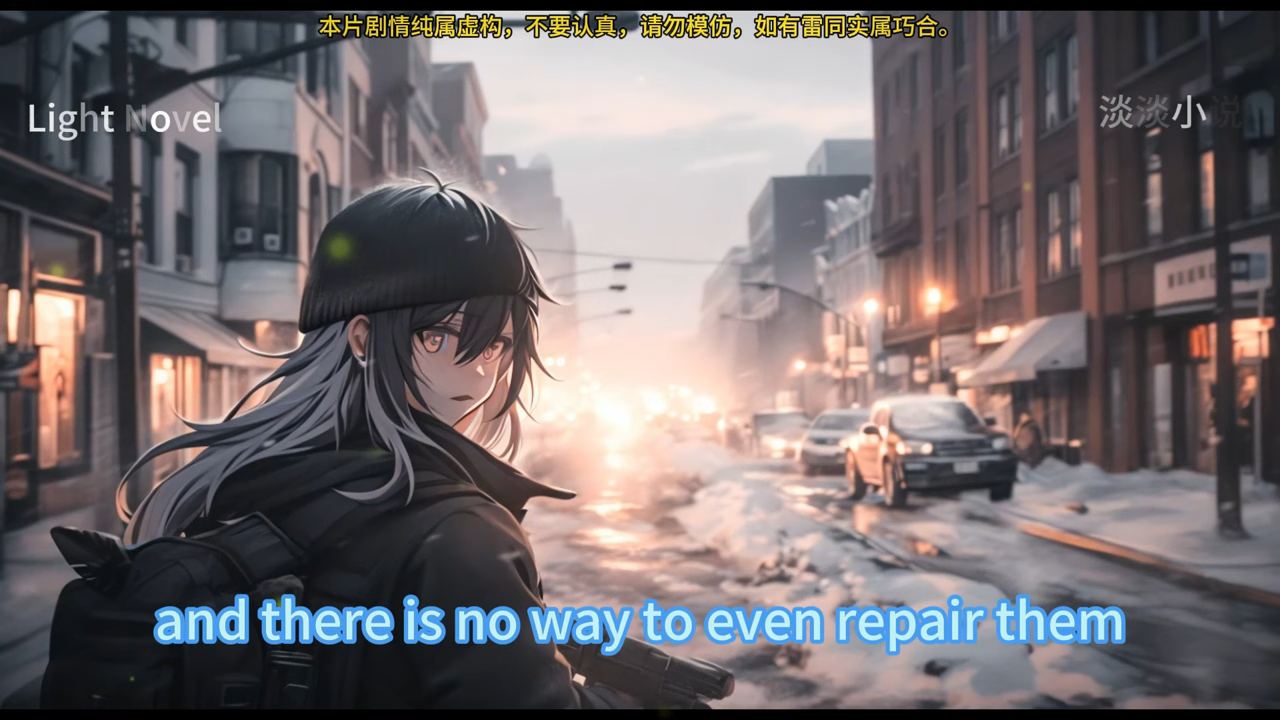 本片剧情纯属虚构，不要认真，请勿模仿，如有雷同实属巧合。
Light Novel
淡淡小说
and there is no way to even repair them